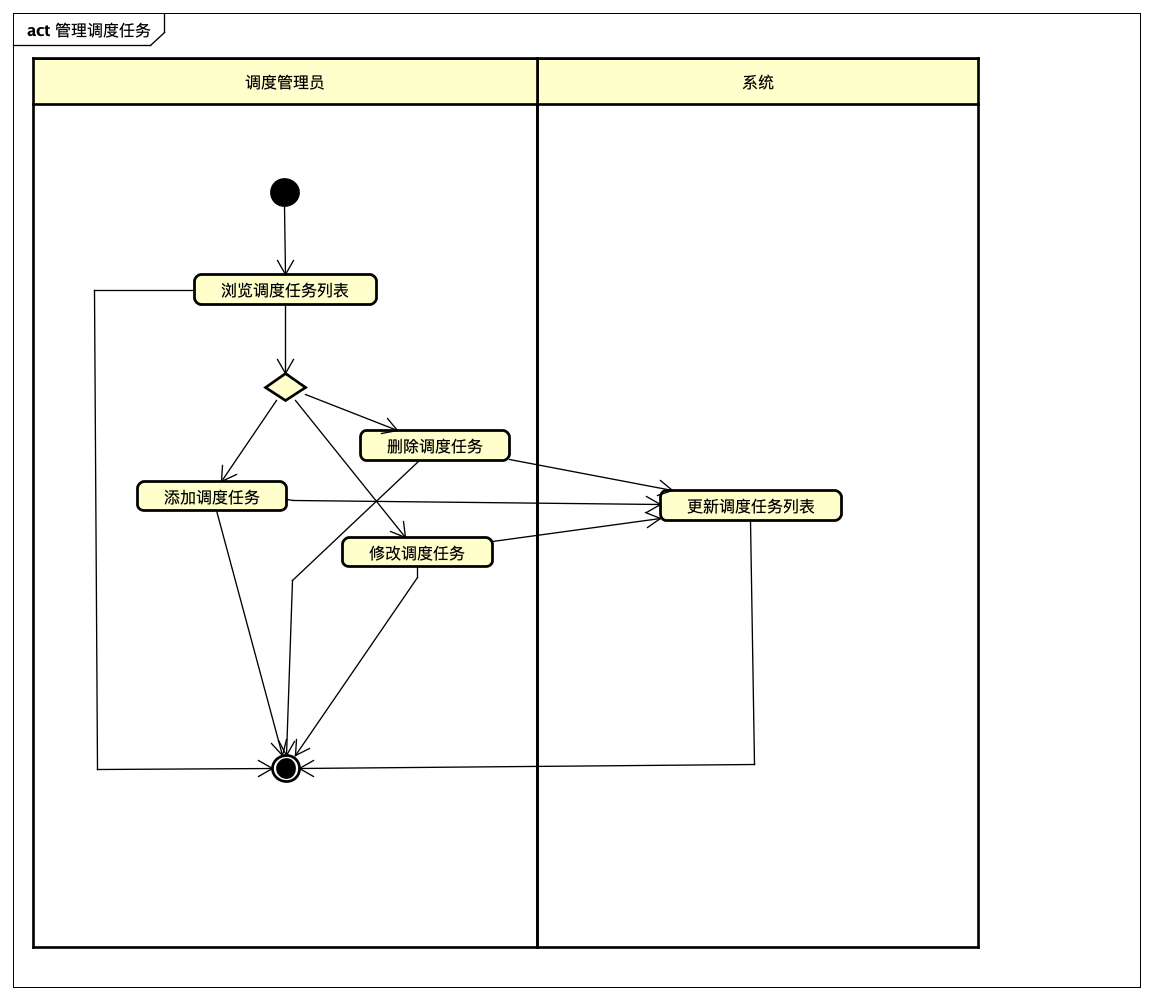 act 管理调度任务
调度管理员
系统
浏览调度任务列表
删除调度任务
添加调度任务
更新调度任务列表
修改调度任务